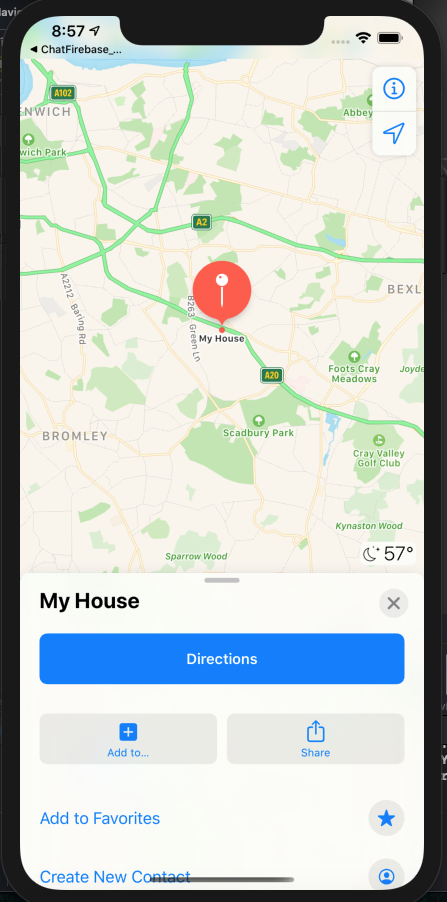 8:57
ChatFirebase_...
A102
NWICH
wich Park
Abbey
A2
A2212
Baring Rd
B263
Green Ln
BEXL
My House
A20
Foots Cray
Meadows
Joyde
Scadbury Park
BROMLEY
Cray Valley
Golf Club
Kynaston Wood
Sparrow Wood
57°
My House
Directions
Add to...
Share
Add to Favorites
Create New Contact